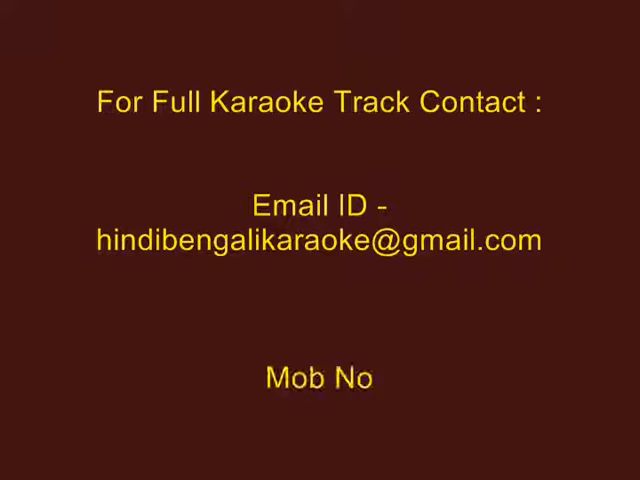 For Full Karaoke Track Contact :
Email ID -
hindibengalikaraoke@gmail.com
Mob No